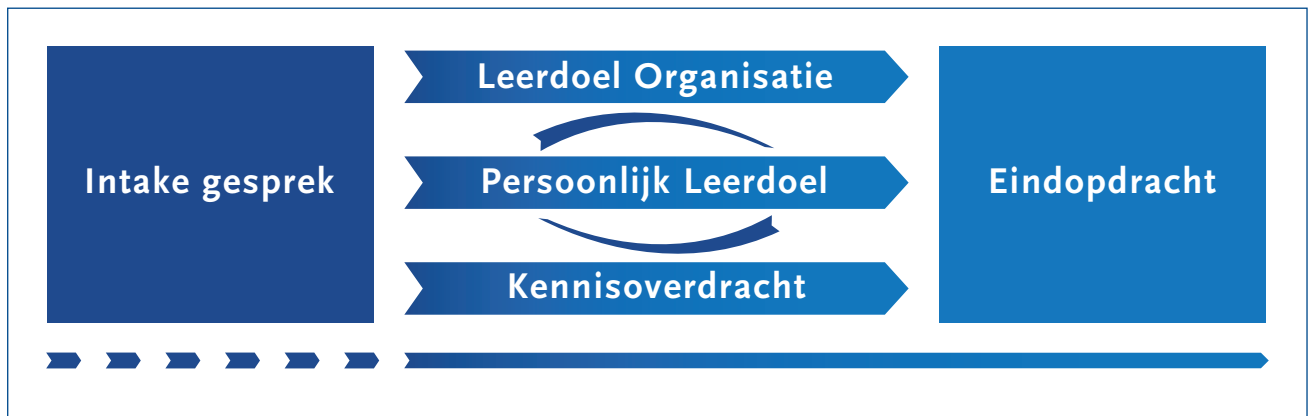 Intake gesprek
Leerdoel Organisatie
Persoonlijk Leerdoel
Kennisoverdracht
Eindopdracht